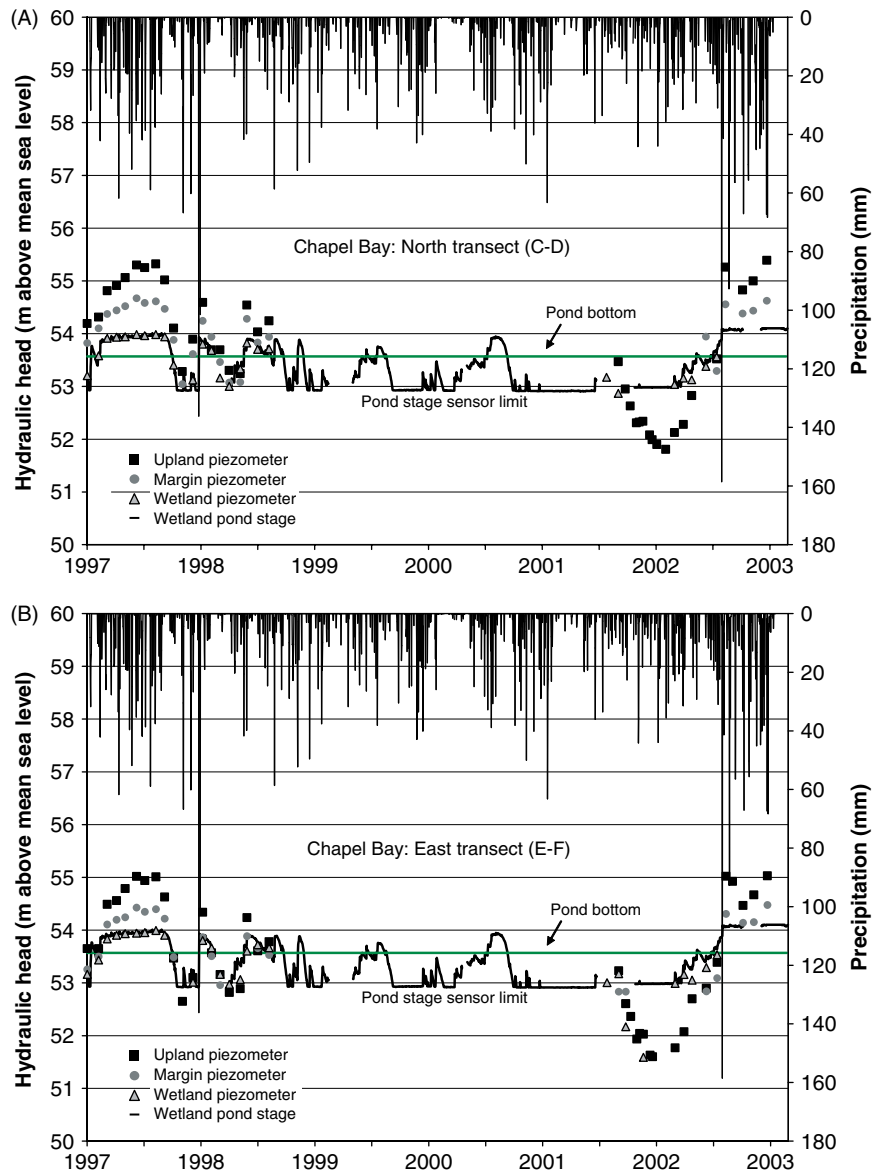 (A)
60
59
58
57
56
55
54
53
52
51
50
Hydraulic head (m above mean sea level)
0
20
40
60
80
100
120
140
160
180
Precipitation (mm)
Chapel Bay: North transect (C-D)
Pond bottom
Pond stage sensor limit
Upland piezometer
Margin piezometer
Wetland piezometer
Wetland pond stage
1997 1998 1999 2000 2001 2002 2003
(B)
60
59
58
57
56
55
54
53
52
51
50
Hydraulic head (m above mean sea level)
0
20
40
60
80
100
120
140
160
180
Precipitation (mm)
Chapel Bay: East transect (E-F)
Pond bottom
Pond stage sensor limit
Upland piezometer
Margin piezometer
Wetland piezometer
Wetland pond stage
1997 1998 1999 2000 2001 2002 2003